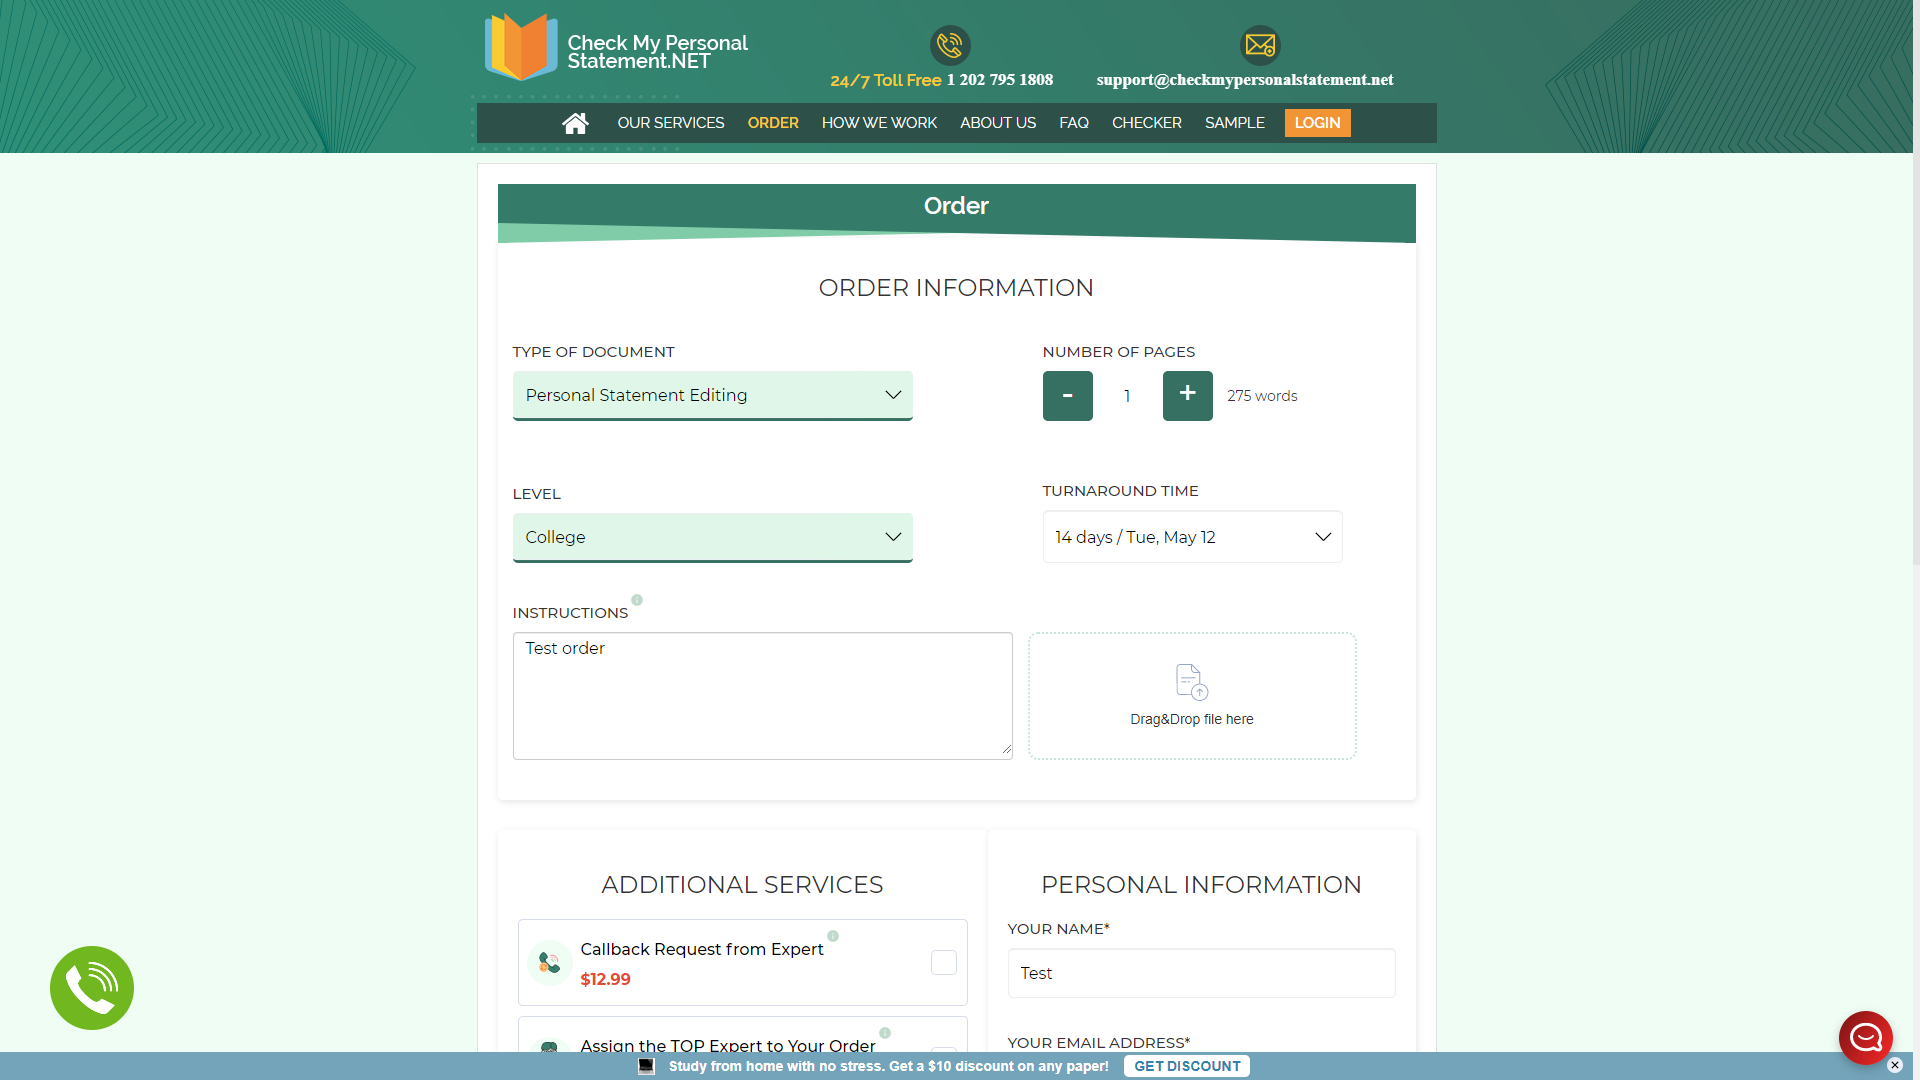 Check My Personal
Statement.NET
24/7 Toll Free 1 202 795 1808
support@checkmypersonalstatement.net
OUR SERVICES ORDER HOW WE WORK ABOUT US FAQ CHECKER SAMPLE LOGIN
Order
ORDER INFORMATION
TYPE OF DOCUMENT
Personal Statement Editing
NUMBER OF PAGES
- 1 + 275 words
LEVEL
College
TURNAROUND TIME
14 days / Tue, May 12
INSTRUCTIONS
Test order
Drag&Drop file here
ADDITIONAL SERVICES
Callback Request from Expert
$12.99
Assign the TOP Expert to Your Order
PERSONAL INFORMATION
YOUR NAME*
Test
YOUR EMAIL ADDRESS*
Study from home with no stress. Get a $10 discount on any paper! GET DISCOUNT